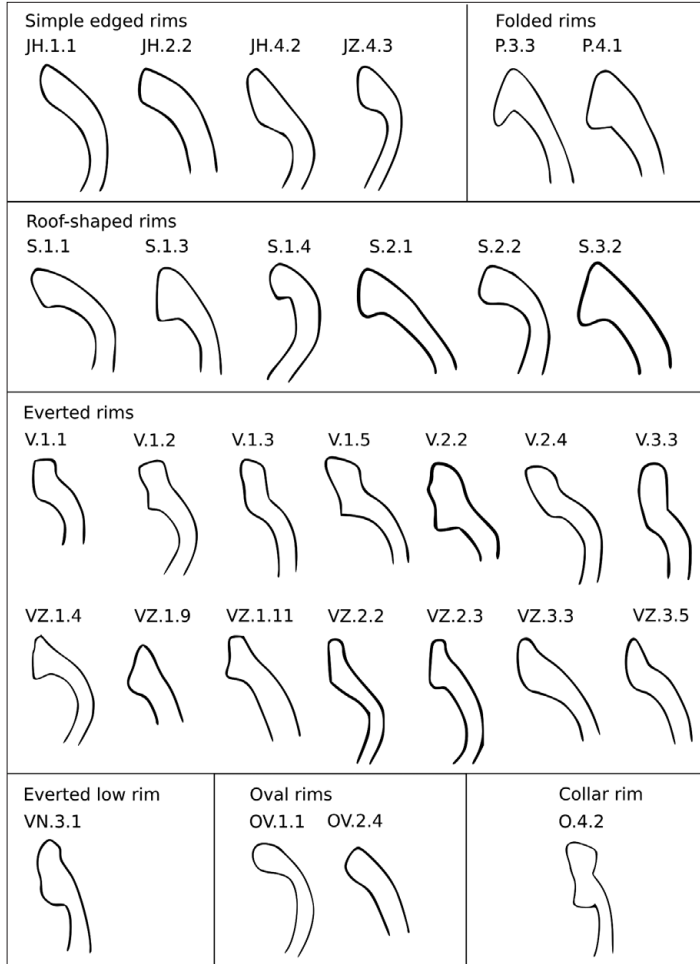 Simple edged rims
JH.1.1 JH.2.2 JH.4.2 JZ.4.3
Folded rims
P.3.3 P.4.1
Roof-shaped rims
S.1.1 S.1.3 S.1.4 S.2.1 S.2.2 S.3.2
Everted rims
V.1.1 V.1.2 V.1.3 V.1.5 V.2.2 V.2.4 V.3.3
VZ.1.4 VZ.1.9 VZ.1.11 VZ.2.2 VZ.2.3 VZ.3.3 VZ.3.5
Everted low rim
VN.3.1
Oval rims
OV.1.1 OV.2.4
Collar rim
O.4.2